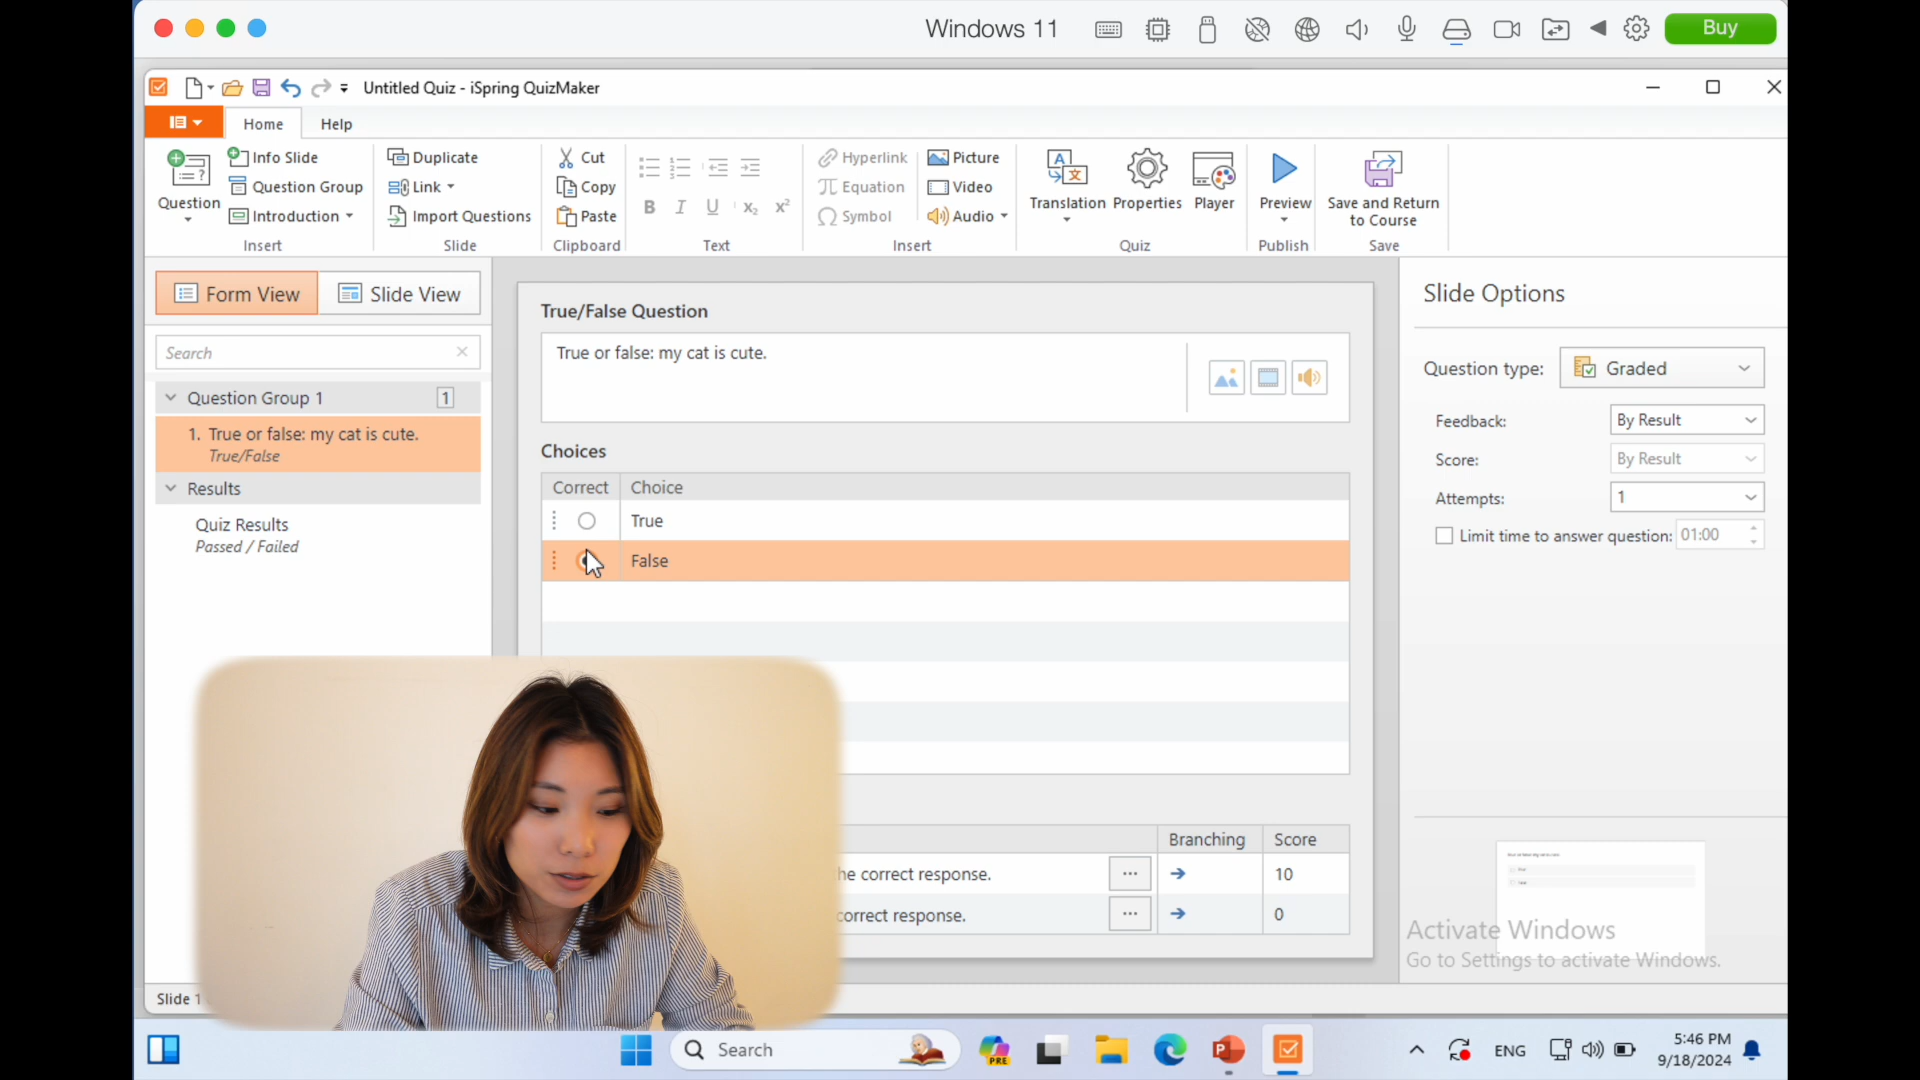 Windows 11
Buy
Untitled Quiz - iSpring QuizMaker
Home
Help
Question
Info Slide
Question Group
Introduction
Insert
Duplicate
Link
Import Questions
Slide
Cut
Copy
Paste
Clipboard
B I U X₂ X²
Text
Hyperlink
Equation
Symbol
Picture
Video
Audio
Insert
Translation
Properties
Player
Quiz
Preview
Publish
Save and Return
to Course
Save
Form View
Slide View
Search
Question Group 1
1
1. True or false: my cat is cute.
True/False
Results
Quiz Results
Passed / Failed
True/False Question
True or false: my cat is cute.
Choices
Correct Choice
True
False
Branching Score
he correct response. ... 10
correct response. ... 0
Slide Options
Question type: Graded
Feedback: By Result
Score: By Result
Attempts: 1
Limit time to answer question: 01:00
Activate Windows
Go to Settings to activate Windows.
Slide 1
Search
PRE
ENG
5:46 PM
9/18/2024